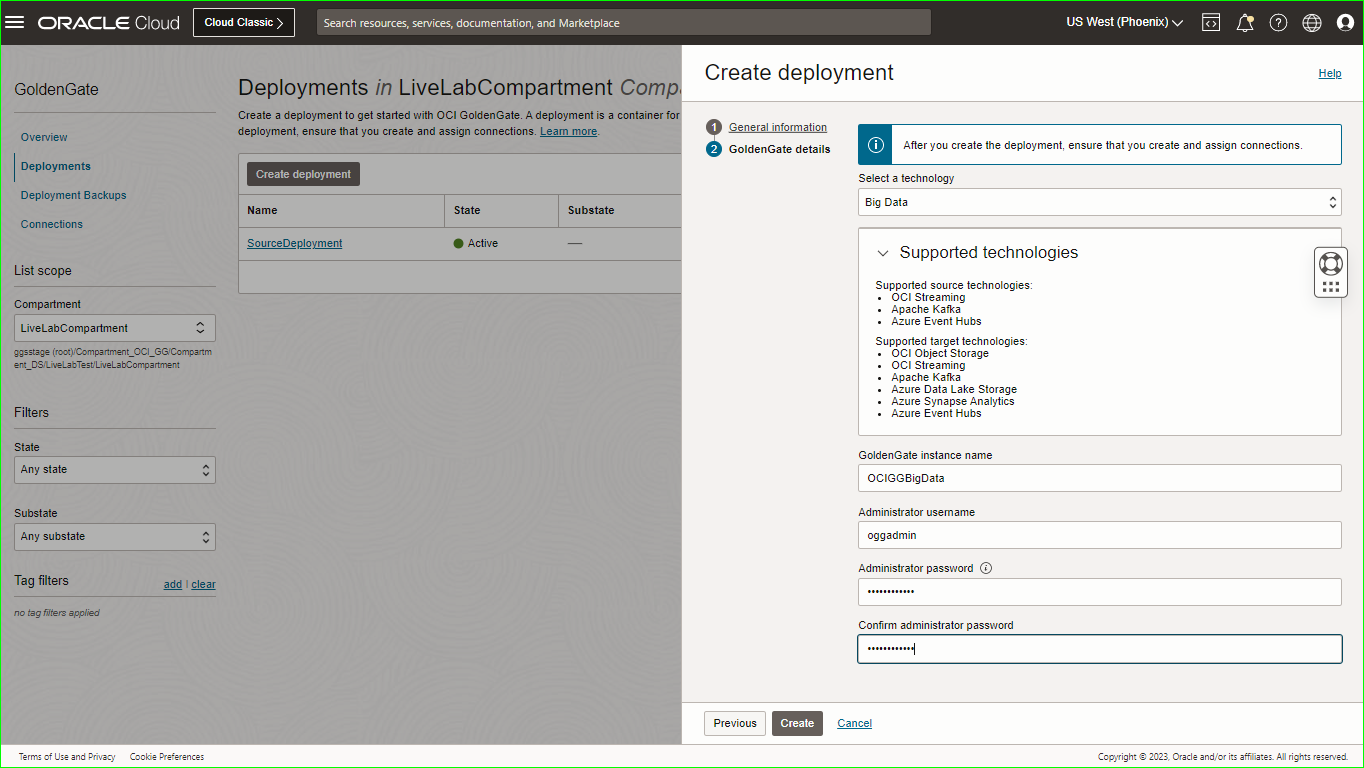 ORACLE Cloud
Cloud Classic
Search resources, services, documentation, and Marketplace
US West (Phoenix)
GoldenGate
Overview
Deployments
Deployment Backups
Connections
List scope
Compartment
LiveLabCompartment
ggsstage (root)/Compartment_OCI_GG/Compartm
ent_DS/LiveLabTest/LiveLabCompartment
Filters
State
Any state
Substate
Any substate
Tag filters
add | clear
no tag filters applied
Deployments in LiveLabCompartment Comp
Create a deployment to get started with OCI GoldenGate. A deployment is a container for
deployment, ensure that you create and assign connections. Learn more.
Create deployment
Name State Substate
SourceDeployment Active —
Create deployment
Help
1 General information
2 GoldenGate details
After you create the deployment, ensure that you create and assign connections.
Select a technology
Big Data
Supported technologies
Supported source technologies:
• OCI Streaming
• Apache Kafka
• Azure Event Hubs
Supported target technologies:
• OCI Object Storage
• OCI Streaming
• Apache Kafka
• Azure Data Lake Storage
• Azure Synapse Analytics
• Azure Event Hubs
GoldenGate instance name
OCIGGBigData
Administrator username
oggadmin
Administrator password
••••••••••••
Confirm administrator password
••••••••••••
Previous
Create
Cancel
Terms of Use and Privacy
Cookie Preferences
Copyright © 2023, Oracle and/or its affiliates. All rights reserved.